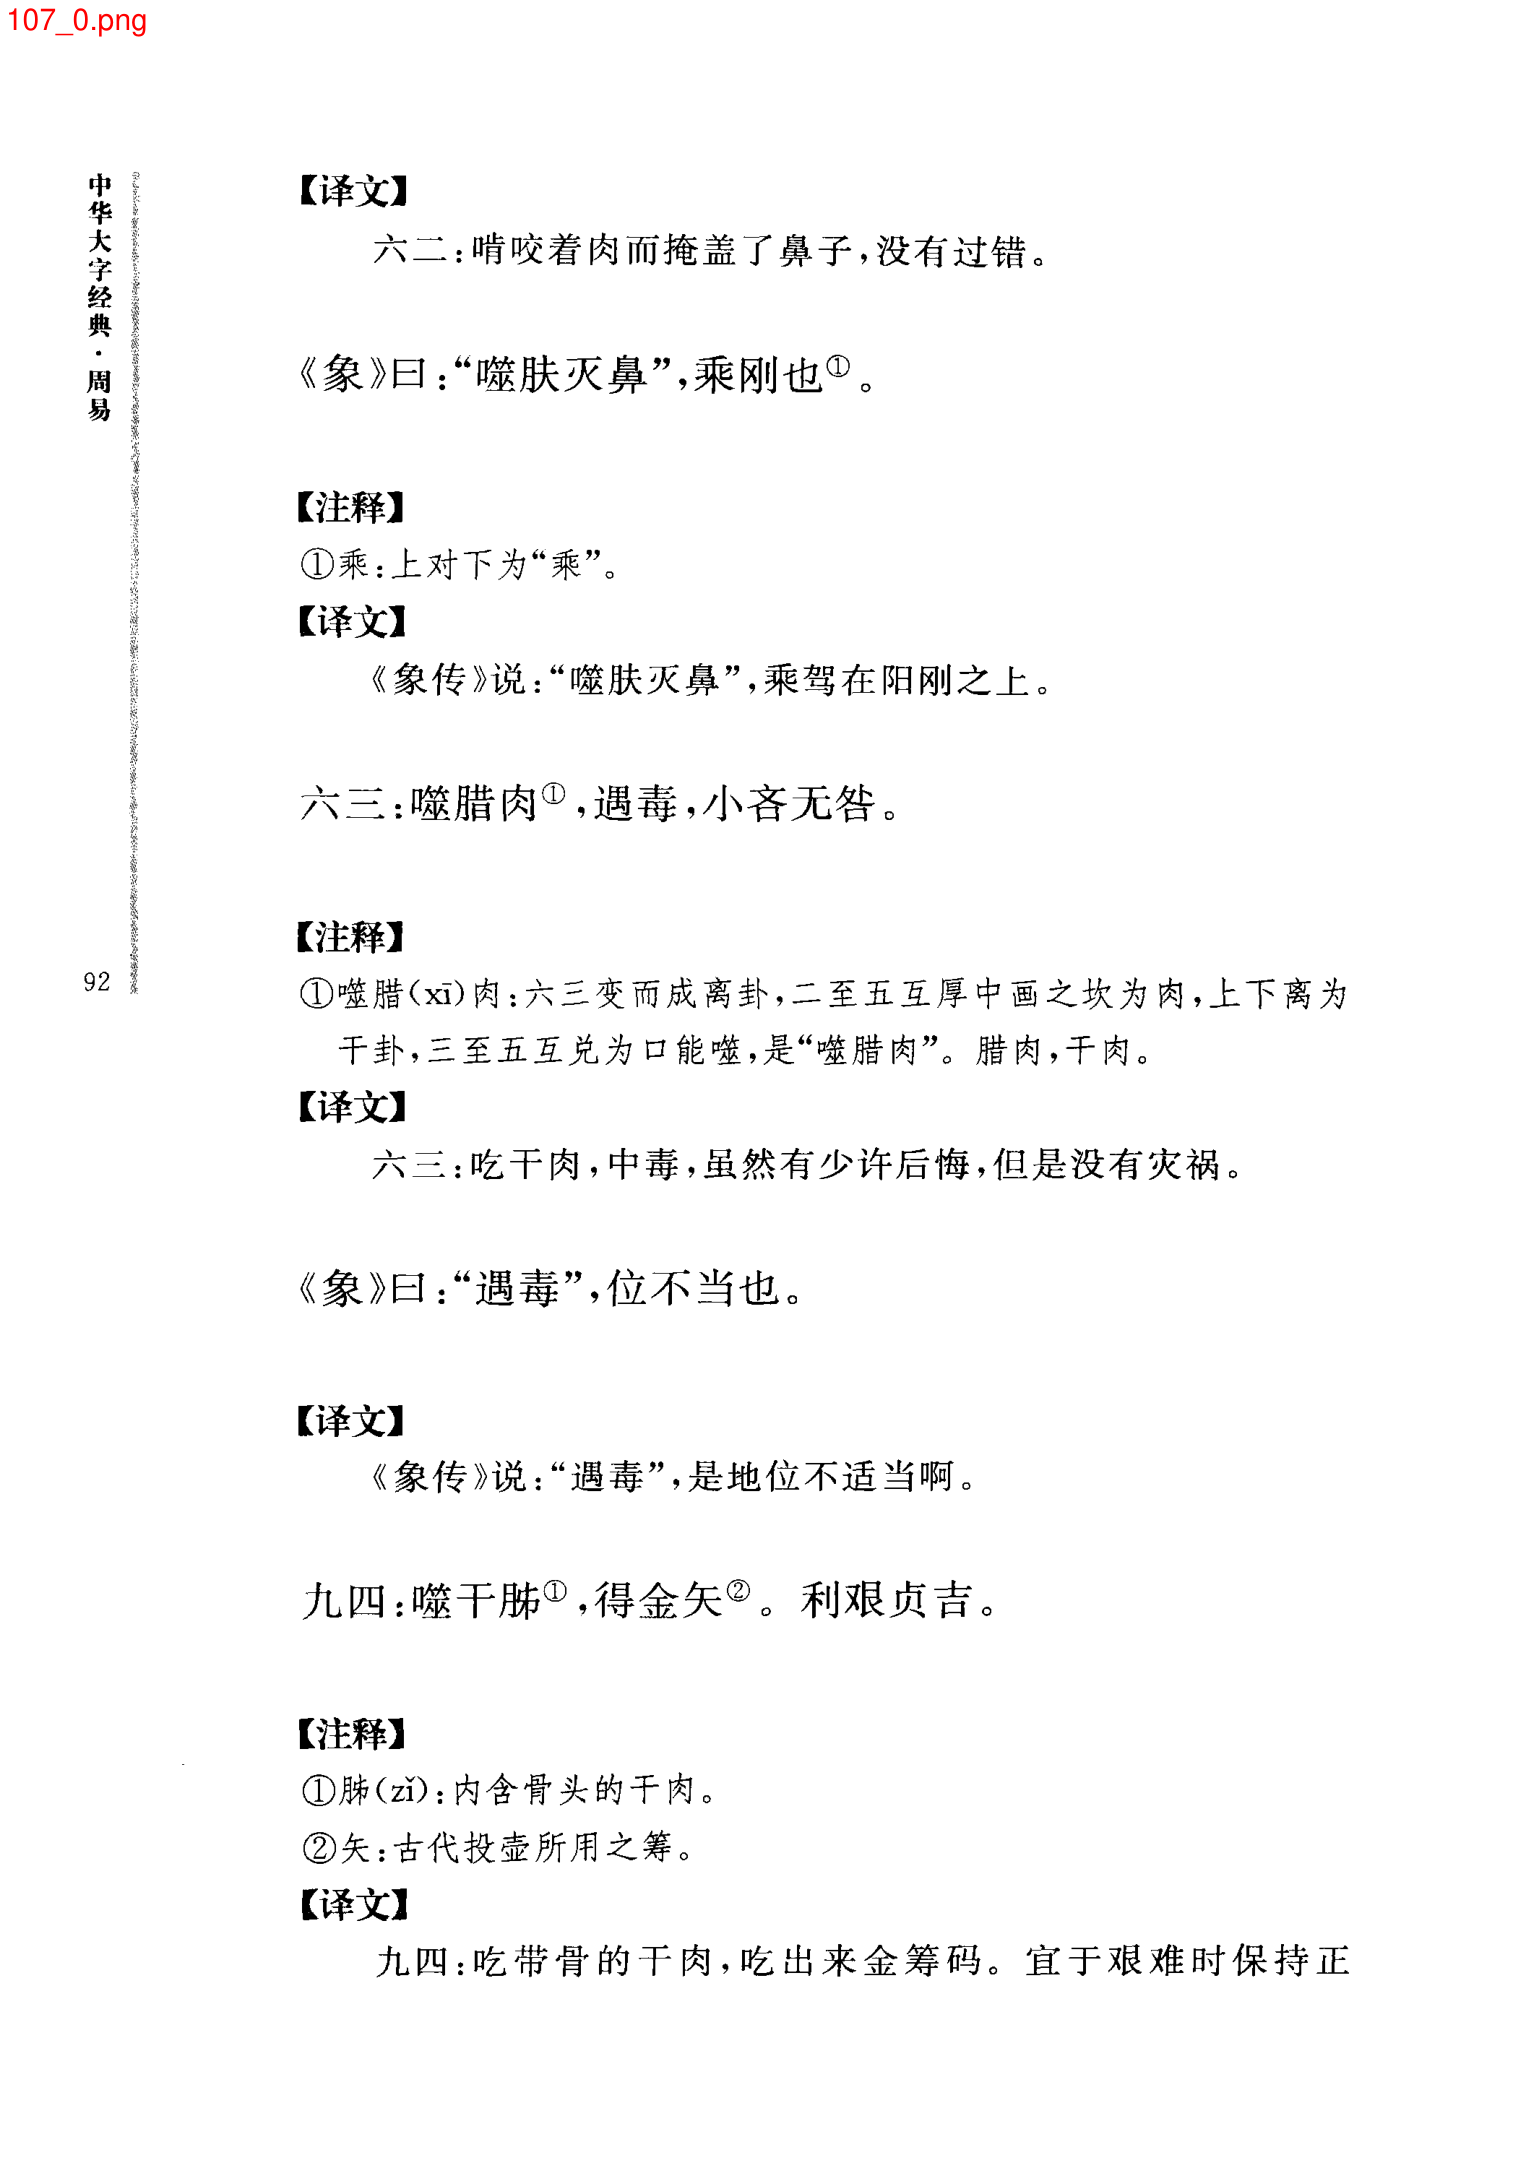 107_0.png
中华大字经典·周易
92
【译文】
六二：啃咬着肉而掩盖了鼻子，没有过错。
《象》曰：“噬肤灭鼻”，乘刚也①。
【注释】
①乘：上对下为“乘”。
【译文】
《象传》说：“噬肤灭鼻”，乘驾在阳刚之上。
六三：噬腊肉①，遇毒，小吝无咎。
【注释】
①噬腊(xī)肉：六三变而成离卦，二至五互厚中画之坎为肉，上下离为
干卦，三至五互兑为口能噬，是“噬腊肉”。腊肉，干肉。
【译文】
六三：吃干肉，中毒，虽然有少许后悔，但是没有灾祸。
《象》曰：“遇毒”，位不当也。
【译文】
《象传》说：“遇毒”，是地位不适当啊。
九四：噬干胏①，得金矢②。利艰贞吉。
【注释】
①胏(zǐ)：内含骨头的干肉。
②矢：古代投壶所用之筹。
【译文】
九四：吃带骨的干肉，吃出来金筹码。宜于艰难时保持正